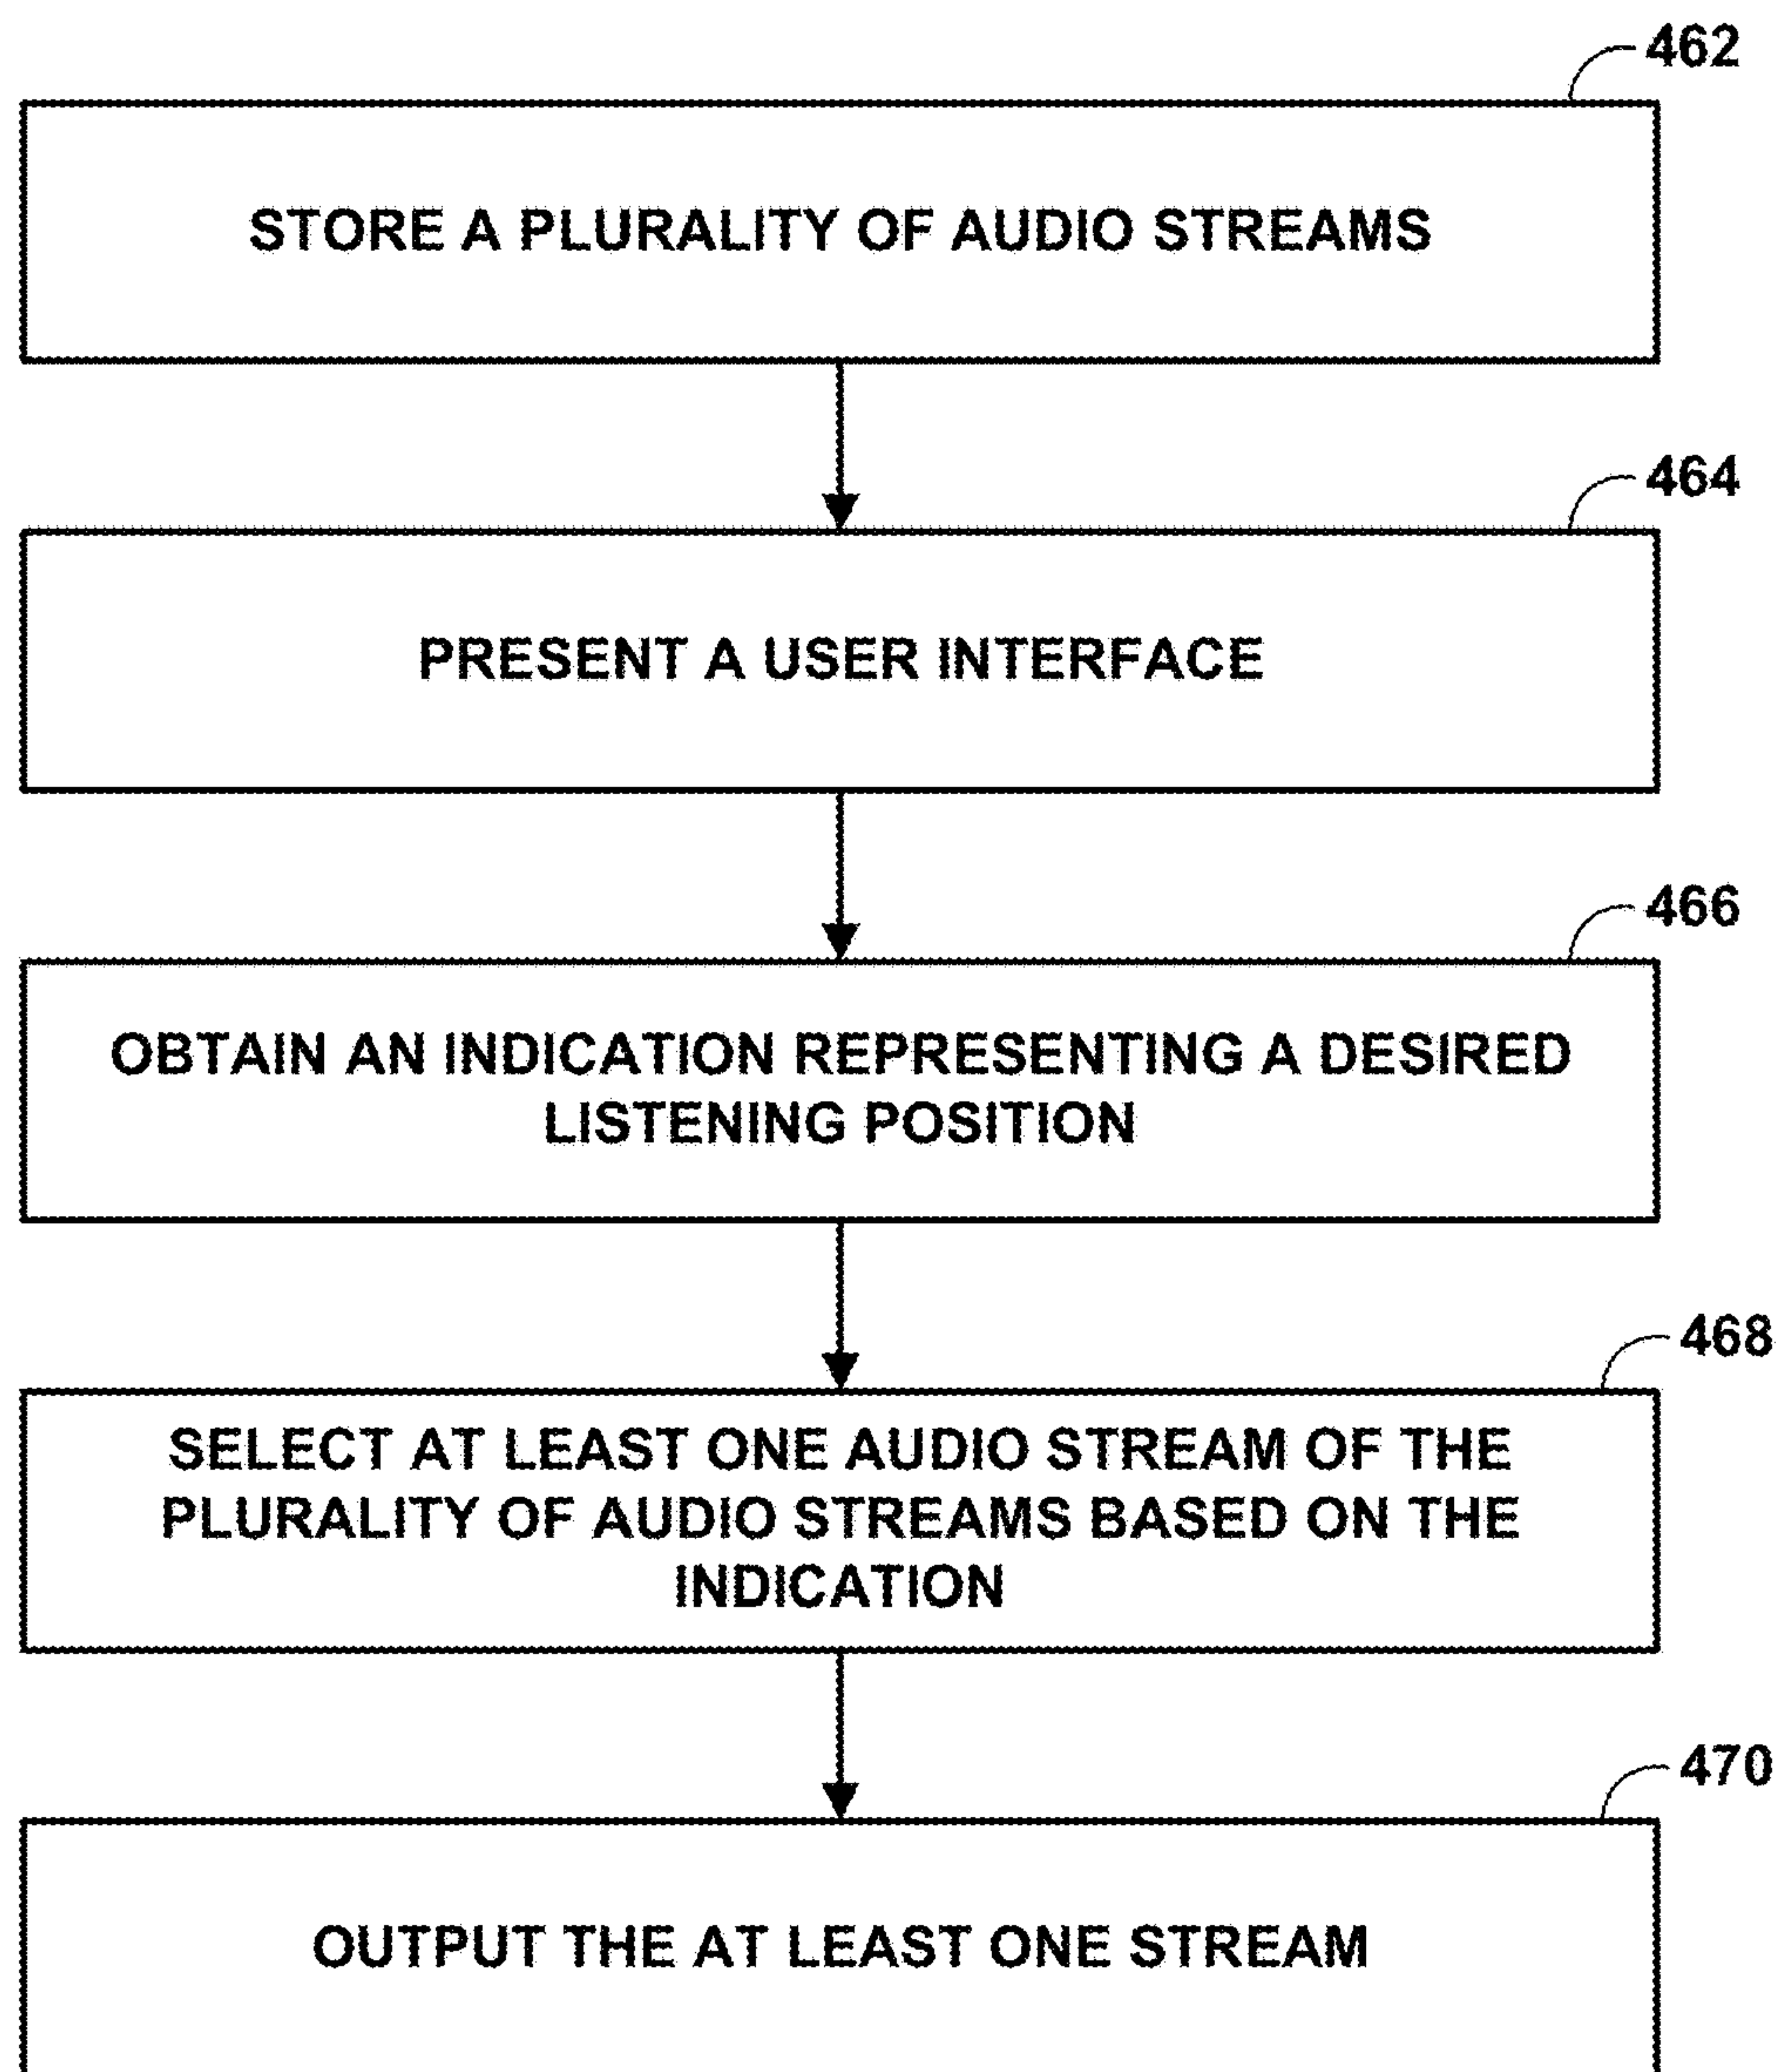 462
STORE A PLURALITY OF AUDIO STREAMS
464
PRESENT A USER INTERFACE
466
OBTAIN AN INDICATION REPRESENTING A DESIRED
LISTENING POSITION
468
SELECT AT LEAST ONE AUDIO STREAM OF THE
PLURALITY OF AUDIO STREAMS BASED ON THE
INDICATION
470
OUTPUT THE AT LEAST ONE STREAM